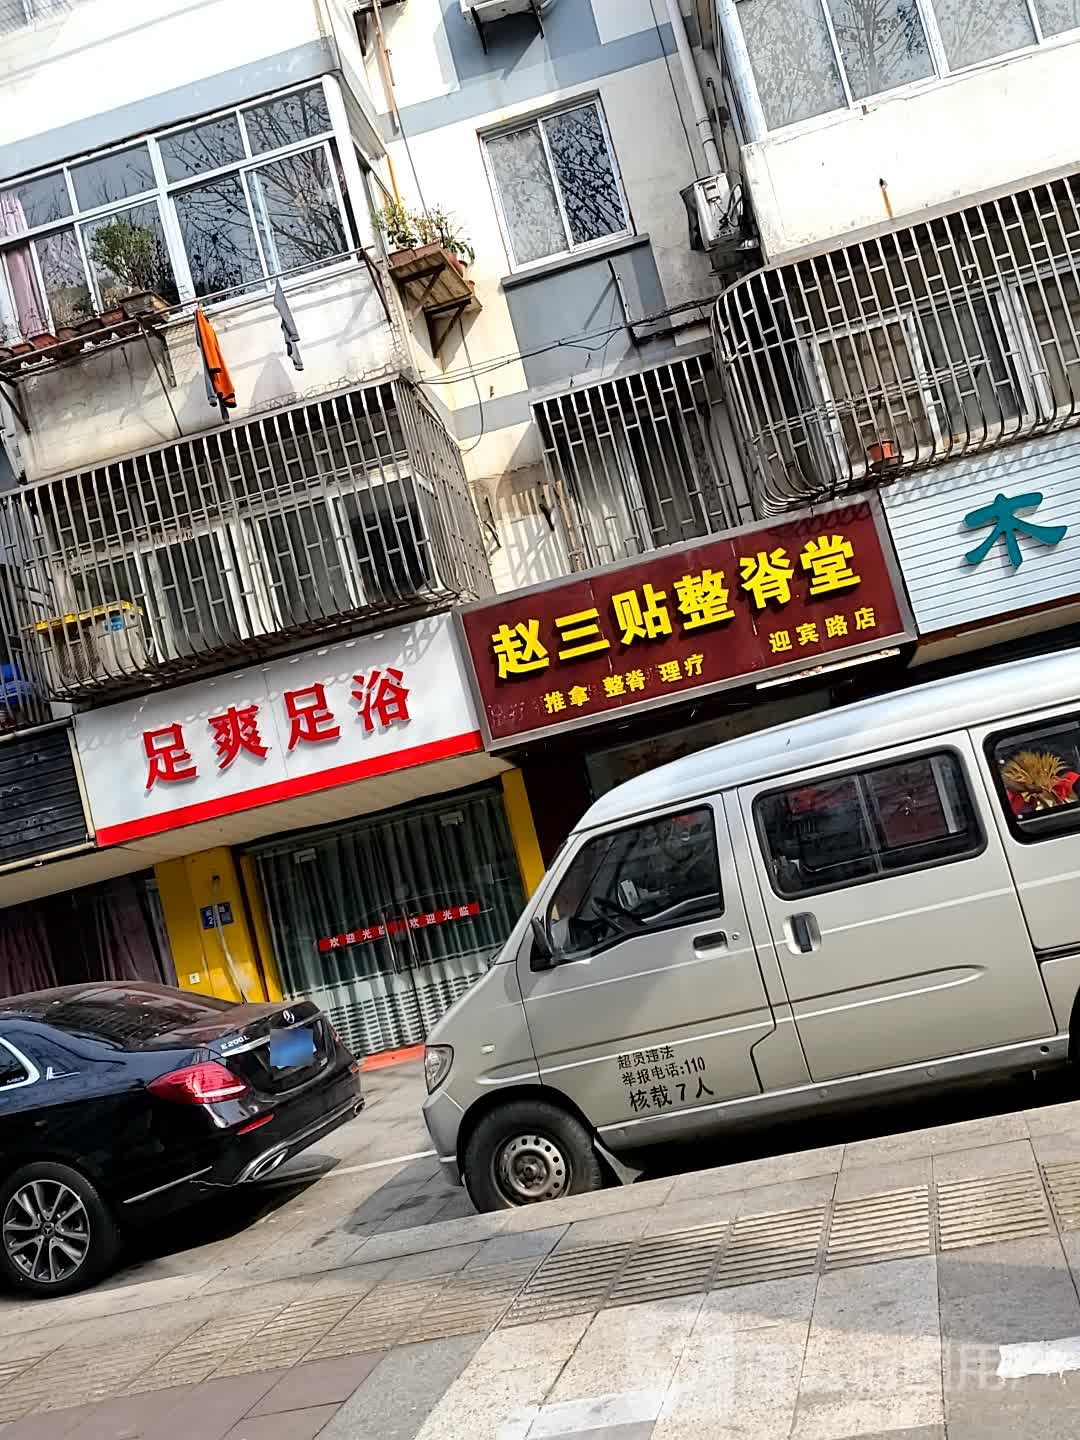 木
赵三贴整脊堂
推拿 整脊 理疗
迎宾路店
足爽足浴
欢迎光临
欢迎光临
E 200 L
超员违法
举报电话:110
核载7人